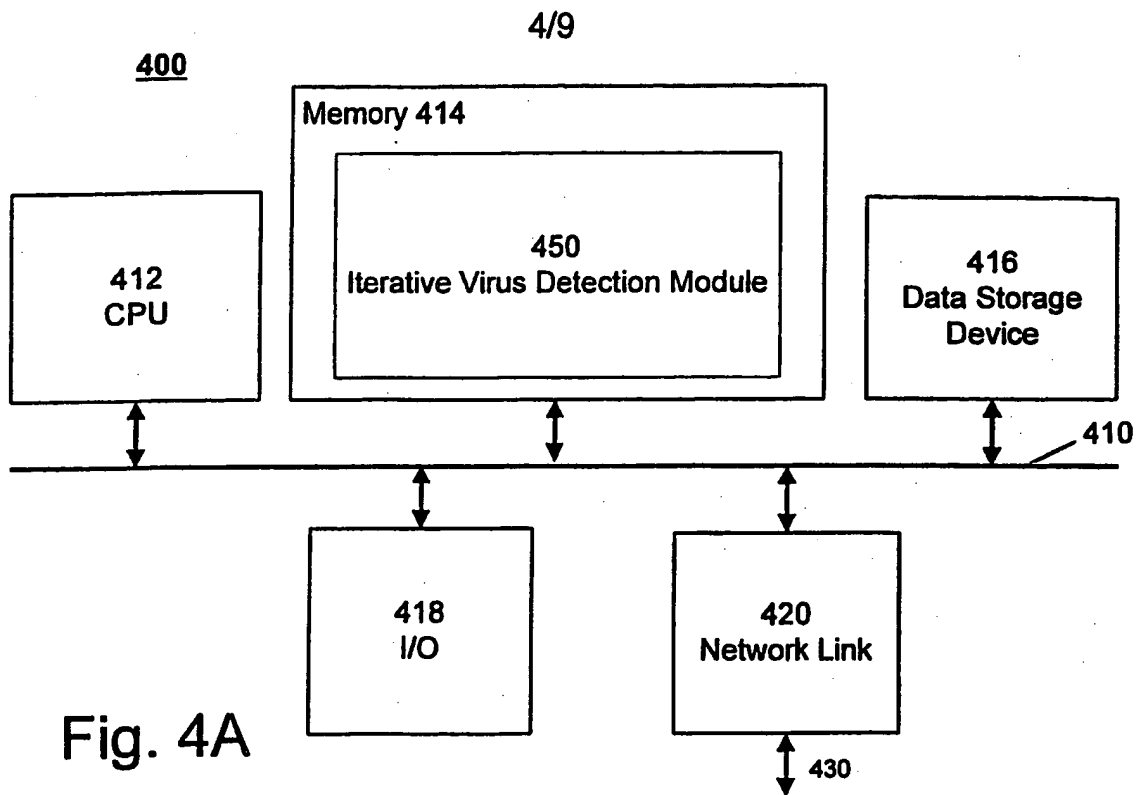 4/9
400
Memory 414
450
Iterative Virus Detection Module
412
CPU
416
Data Storage
Device
410
418
I/O
420
Network Link
430
Fig. 4A